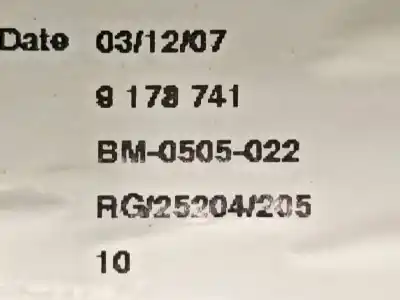 Date 03/12/07
9 178 741
BM-0505-022
RG/25204/205
10